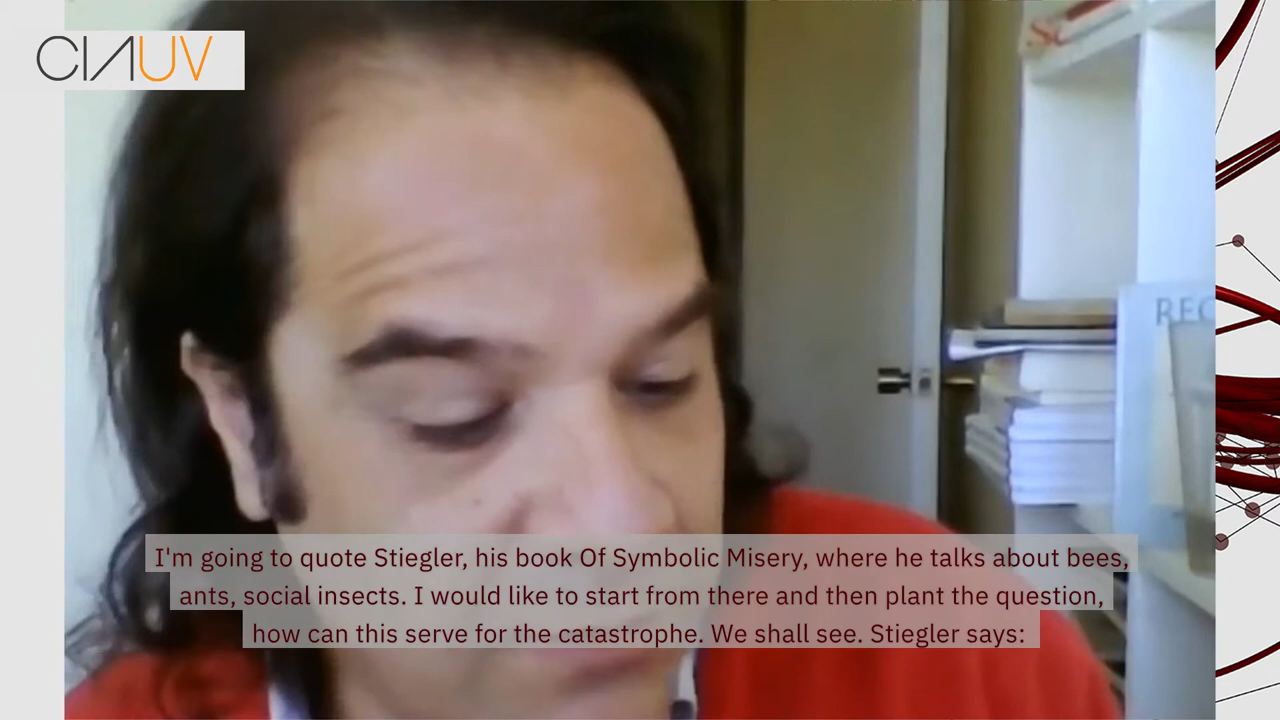 CIAUV
REC
I'm going to quote Stiegler, his book Of Symbolic Misery, where he talks about bees,
ants, social insects. I would like to start from there and then plant the question,
how can this serve for the catastrophe. We shall see. Stiegler says: